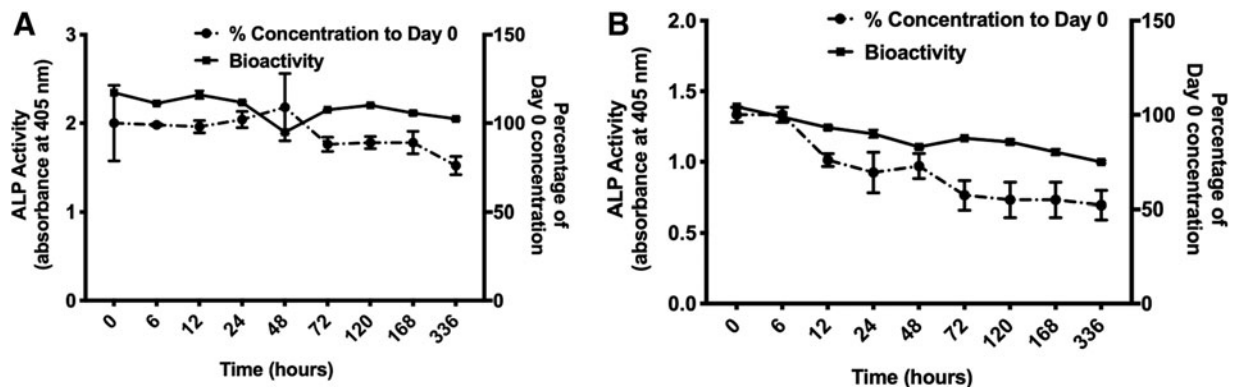 A
% Concentration to Day 0
Bioactivity
ALP Activity
(absorbance at 405 nm)
3
2
1
0
150
100
50
0
Percentage of
Day 0 concentration
0
6
12
24
48
72
120
168
336
Time (hours)
B
% Concentration to Day 0
Bioactivity
ALP Activity
(absorbance at 405 nm)
2.0
1.5
1.0
0.5
0.0
150
100
50
0
Percentage of
Day 0 concentration
0
6
12
24
48
72
120
168
336
Time (hours)